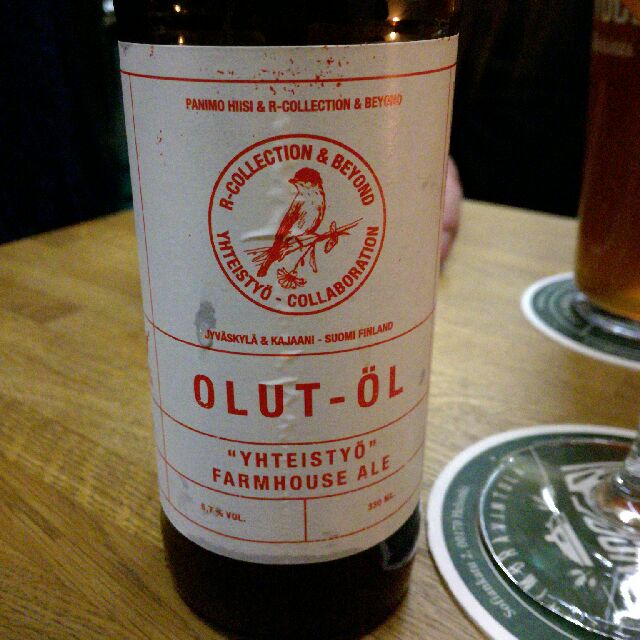 PANIMO HIISI & R-COLLECTION & BEYOND
R-COLLECTION & BEYOND
YHTEISTYÖ - COLLABORATION
JYVÄSKYLÄ & KAJAANI - SUOMI FINLAND
OLUT-ÖL
"YHTEISTYÖ"
FARMHOUSE ALE
VOL.
330 ML.